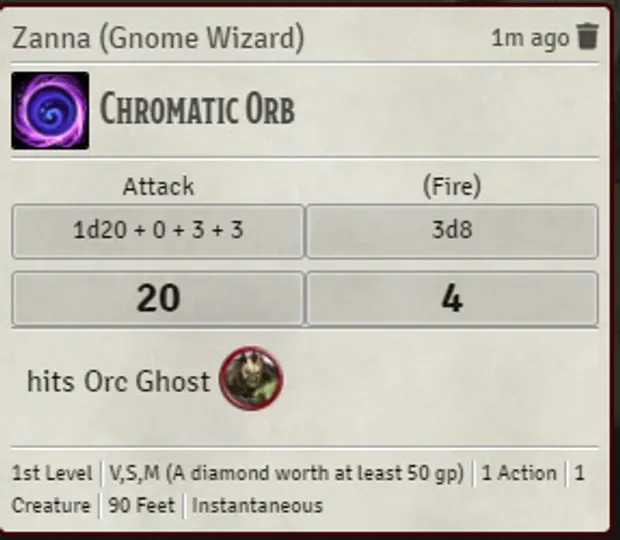 Zanna (Gnome Wizard) 1m ago
Chromatic Orb
Attack (Fire)
1d20 + 0 + 3 + 3 3d8
20 4
hits Orc Ghost
1st Level | V,S,M (A diamond worth at least 50 gp) | 1 Action | 1
Creature | 90 Feet | Instantaneous